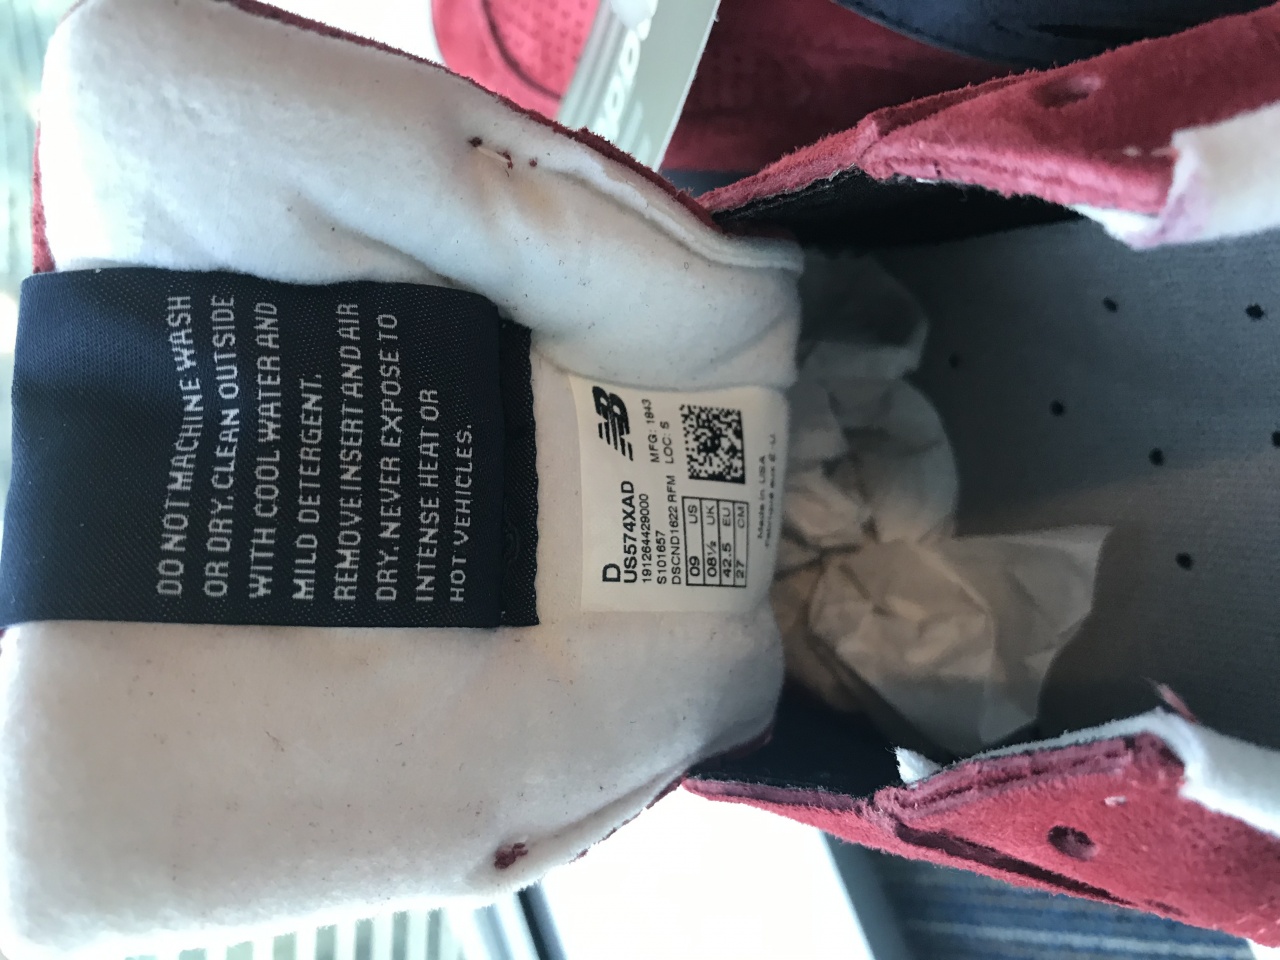 DO NOT MACHINE WASH
OR DRY. CLEAN OUTSIDE
WITH COOL WATER AND
MILD DETERGENT.
REMOVE INSERT AND AIR
DRY. NEVER EXPOSE TO
INTENSE HEAT OR
HOT VEHICLES.
NB
D
US574XAD
191264429000
MFG: 1843
S101657
LOC: 5
DSCND1622 RFM
09 US
08½ UK
42.5 EU
27 CM
Made in USA